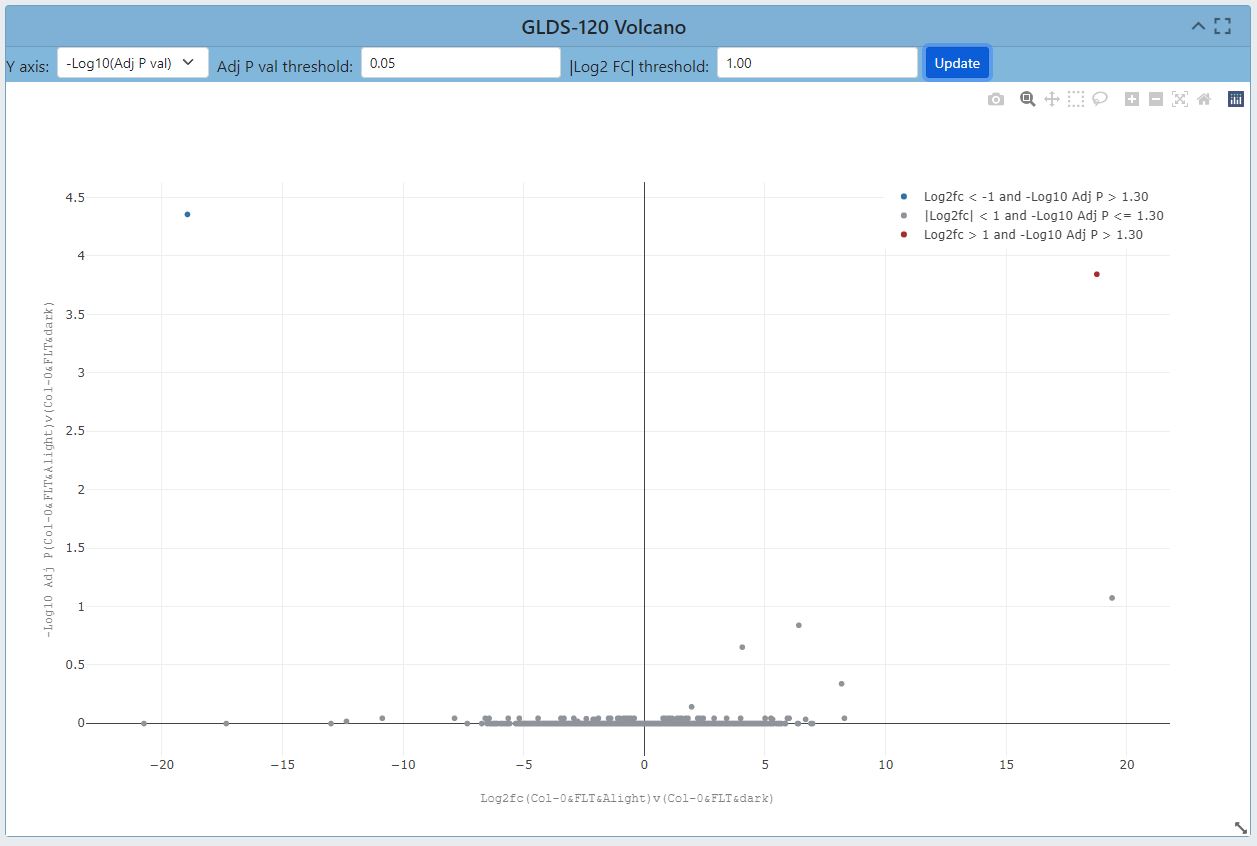 GLDS-120 Volcano
Y axis: -Log10(Adj P val) Adj P val threshold: 0.05 |Log2 FC| threshold: 1.00 Update
Log2fc < -1 and -Log10 Adj P > 1.30
|Log2fc| < 1 and -Log10 Adj P <= 1.30
Log2fc > 1 and -Log10 Adj P > 1.30
4.5
4
3.5
3
2.5
2
1.5
1
0.5
0
-Log10 Adj P(Col-0&FLT&Alight)v(Col-0&FLT&dark)
−20 −15 −10 −5 0 5 10 15 20
Log2fc(Col-0&FLT&Alight)v(Col-0&FLT&dark)